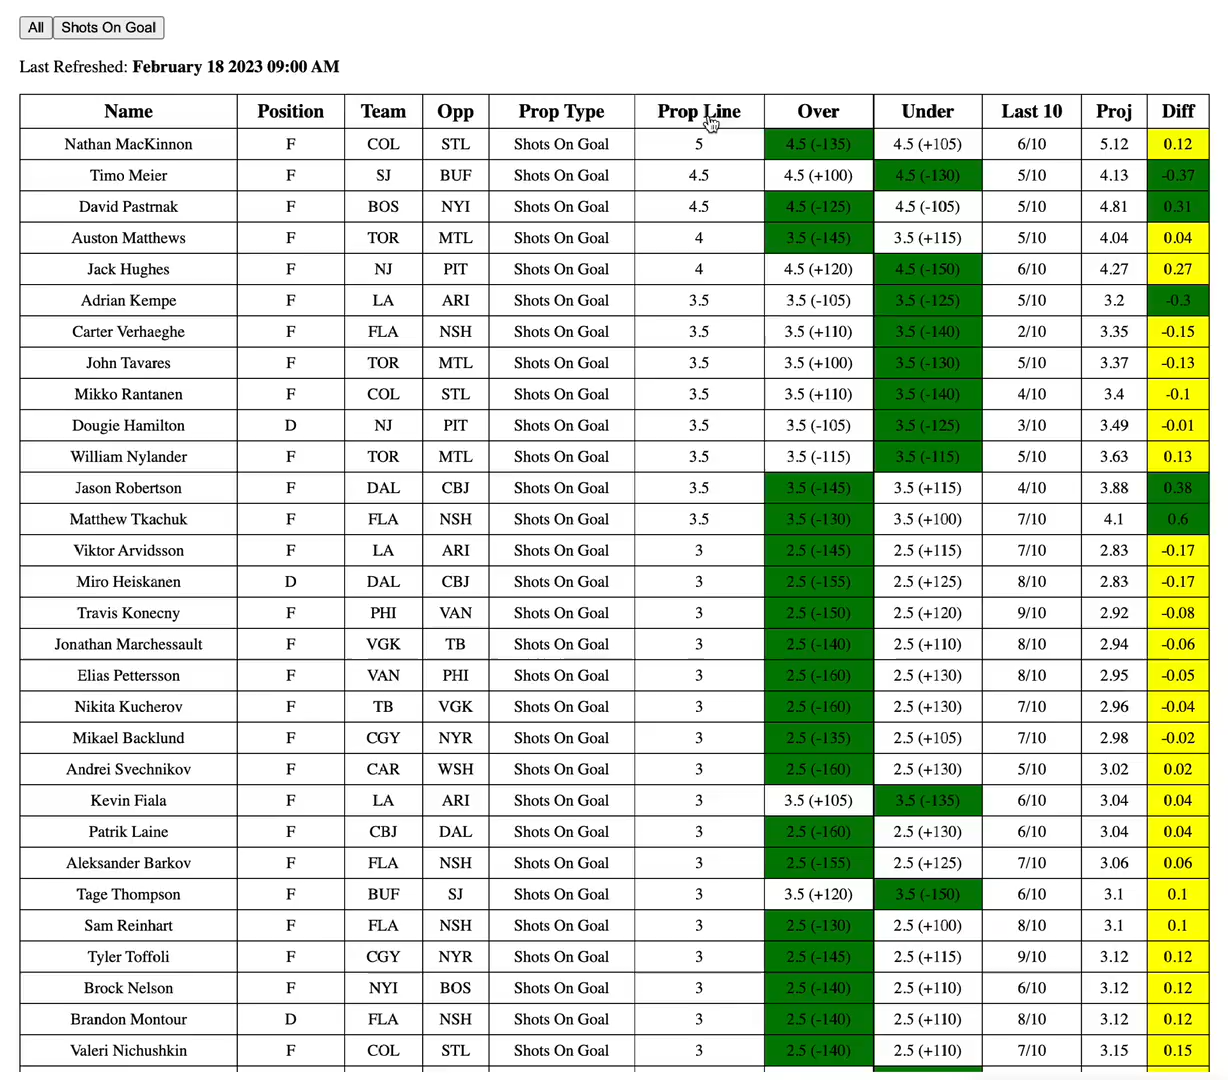 All Shots On Goal
Last Refreshed: February 18 2023 09:00 AM
Name Position Team Opp Prop Type Prop Line Over Under Last 10 Proj Diff
Nathan MacKinnon F COL STL Shots On Goal 5 4.5 (-135) 4.5 (+105) 6/10 5.12 0.12
Timo Meier F SJ BUF Shots On Goal 4.5 4.5 (+100) 4.5 (-130) 5/10 4.13 -0.37
David Pastrnak F BOS NYI Shots On Goal 4.5 4.5 (-125) 4.5 (-105) 5/10 4.81 0.31
Auston Matthews F TOR MTL Shots On Goal 4 3.5 (-145) 3.5 (+115) 5/10 4.04 0.04
Jack Hughes F NJ PIT Shots On Goal 4 4.5 (+120) 4.5 (-150) 6/10 4.27 0.27
Adrian Kempe F LA ARI Shots On Goal 3.5 3.5 (-105) 3.5 (-125) 5/10 3.2 -0.3
Carter Verhaeghe F FLA NSH Shots On Goal 3.5 3.5 (+110) 3.5 (-140) 2/10 3.35 -0.15
John Tavares F TOR MTL Shots On Goal 3.5 3.5 (+100) 3.5 (-130) 5/10 3.37 -0.13
Mikko Rantanen F COL STL Shots On Goal 3.5 3.5 (+110) 3.5 (-140) 4/10 3.4 -0.1
Dougie Hamilton D NJ PIT Shots On Goal 3.5 3.5 (-105) 3.5 (-125) 3/10 3.49 -0.01
William Nylander F TOR MTL Shots On Goal 3.5 3.5 (-115) 3.5 (-115) 5/10 3.63 0.13
Jason Robertson F DAL CBJ Shots On Goal 3.5 3.5 (-145) 3.5 (+115) 4/10 3.88 0.38
Matthew Tkachuk F FLA NSH Shots On Goal 3.5 3.5 (-130) 3.5 (+100) 7/10 4.1 0.6
Viktor Arvidsson F LA ARI Shots On Goal 3 2.5 (-145) 2.5 (+115) 7/10 2.83 -0.17
Miro Heiskanen D DAL CBJ Shots On Goal 3 2.5 (-155) 2.5 (+125) 8/10 2.83 -0.17
Travis Konecny F PHI VAN Shots On Goal 3 2.5 (-150) 2.5 (+120) 9/10 2.92 -0.08
Jonathan Marchessault F VGK TB Shots On Goal 3 2.5 (-140) 2.5 (+110) 8/10 2.94 -0.06
Elias Pettersson F VAN PHI Shots On Goal 3 2.5 (-160) 2.5 (+130) 8/10 2.95 -0.05
Nikita Kucherov F TB VGK Shots On Goal 3 2.5 (-160) 2.5 (+130) 7/10 2.96 -0.04
Mikael Backlund F CGY NYR Shots On Goal 3 2.5 (-135) 2.5 (+105) 7/10 2.98 -0.02
Andrei Svechnikov F CAR WSH Shots On Goal 3 2.5 (-160) 2.5 (+130) 5/10 3.02 0.02
Kevin Fiala F LA ARI Shots On Goal 3 3.5 (+105) 3.5 (-135) 6/10 3.04 0.04
Patrik Laine F CBJ DAL Shots On Goal 3 2.5 (-160) 2.5 (+130) 6/10 3.04 0.04
Aleksander Barkov F FLA NSH Shots On Goal 3 2.5 (-155) 2.5 (+125) 7/10 3.06 0.06
Tage Thompson F BUF SJ Shots On Goal 3 3.5 (+120) 3.5 (-150) 6/10 3.1 0.1
Sam Reinhart F FLA NSH Shots On Goal 3 2.5 (-130) 2.5 (+100) 8/10 3.1 0.1
Tyler Toffoli F CGY NYR Shots On Goal 3 2.5 (-145) 2.5 (+115) 9/10 3.12 0.12
Brock Nelson F NYI BOS Shots On Goal 3 2.5 (-140) 2.5 (+110) 6/10 3.12 0.12
Brandon Montour D FLA NSH Shots On Goal 3 2.5 (-140) 2.5 (+110) 8/10 3.12 0.12
Valeri Nichushkin F COL STL Shots On Goal 3 2.5 (-140) 2.5 (+110) 7/10 3.15 0.15